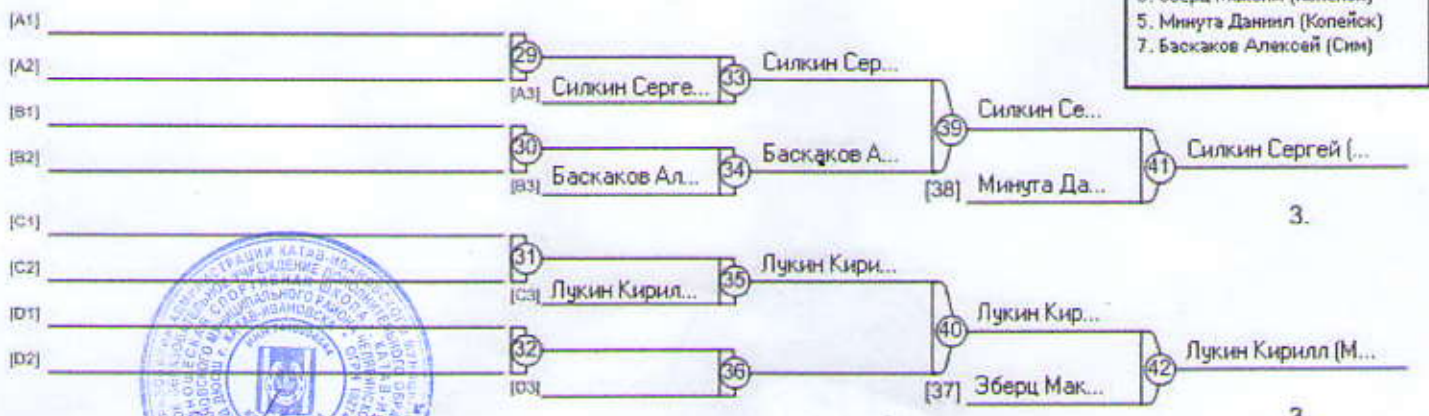 5. Минута Даниил (Копейск)
7. Баскаков Алексей (Сим)
[A1]
[A2]
29
Силкин Сер...
[A3] Силкин Серге...
33
[B1]
Силкин Се...
39
[B2]
30
Баскаков А...
Силкин Сергей (...
[B3] Баскаков Ал...
34
41
[38] Минута Да...
3.
[C1]
[C2]
31
Лукин Кири...
[C3] Лукин Кирил...
35
[D1]
Лукин Кир...
40
[D2]
32
Лукин Кирилл (М...
[D3]
36
42
[37] Зберц Мак...
3.